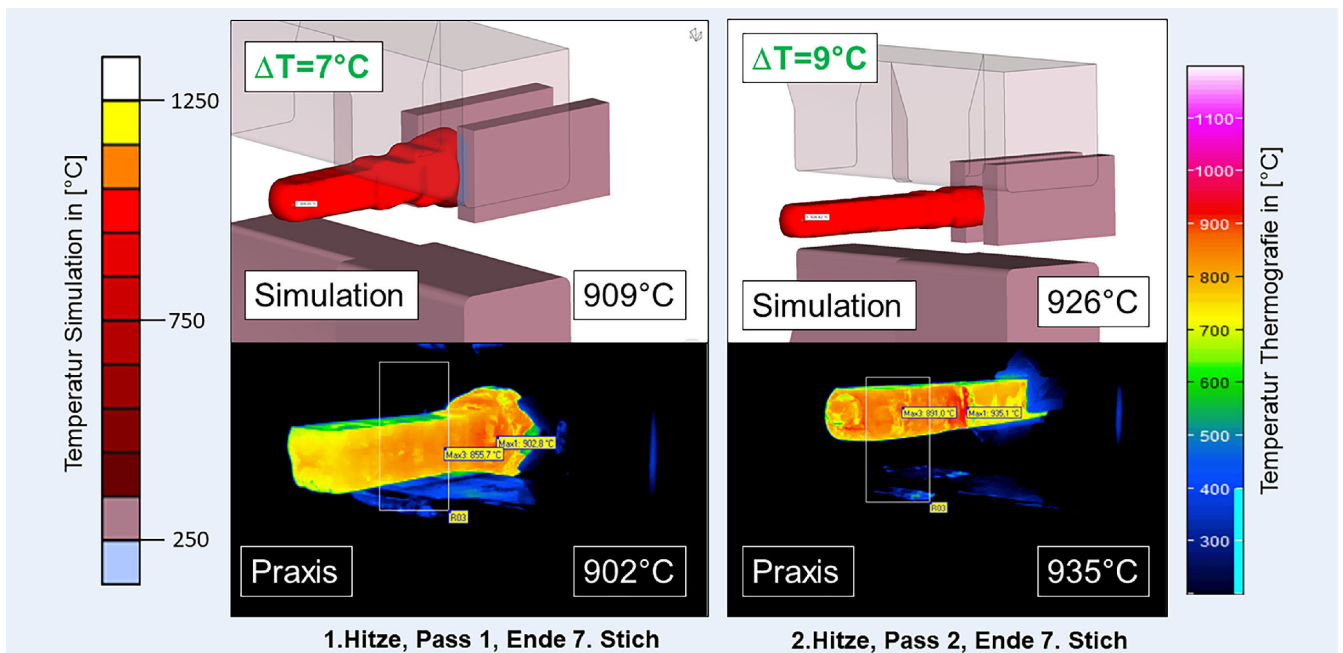 Temperatur Simulation in [°C]
1250
750
250
ΔT=7°C
Simulation
909°C
Max1: 902.8 °C
Max3: 855.7 °C
R03
Praxis
902°C
1.Hitze, Pass 1, Ende 7. Stich
ΔT=9°C
Simulation
926°C
Max3: 891.0 °C
Max1: 935.1 °C
R03
Praxis
935°C
2.Hitze, Pass 2, Ende 7. Stich
1100
1000
900
800
700
600
500
400
300
Temperatur Thermografie in [°C]